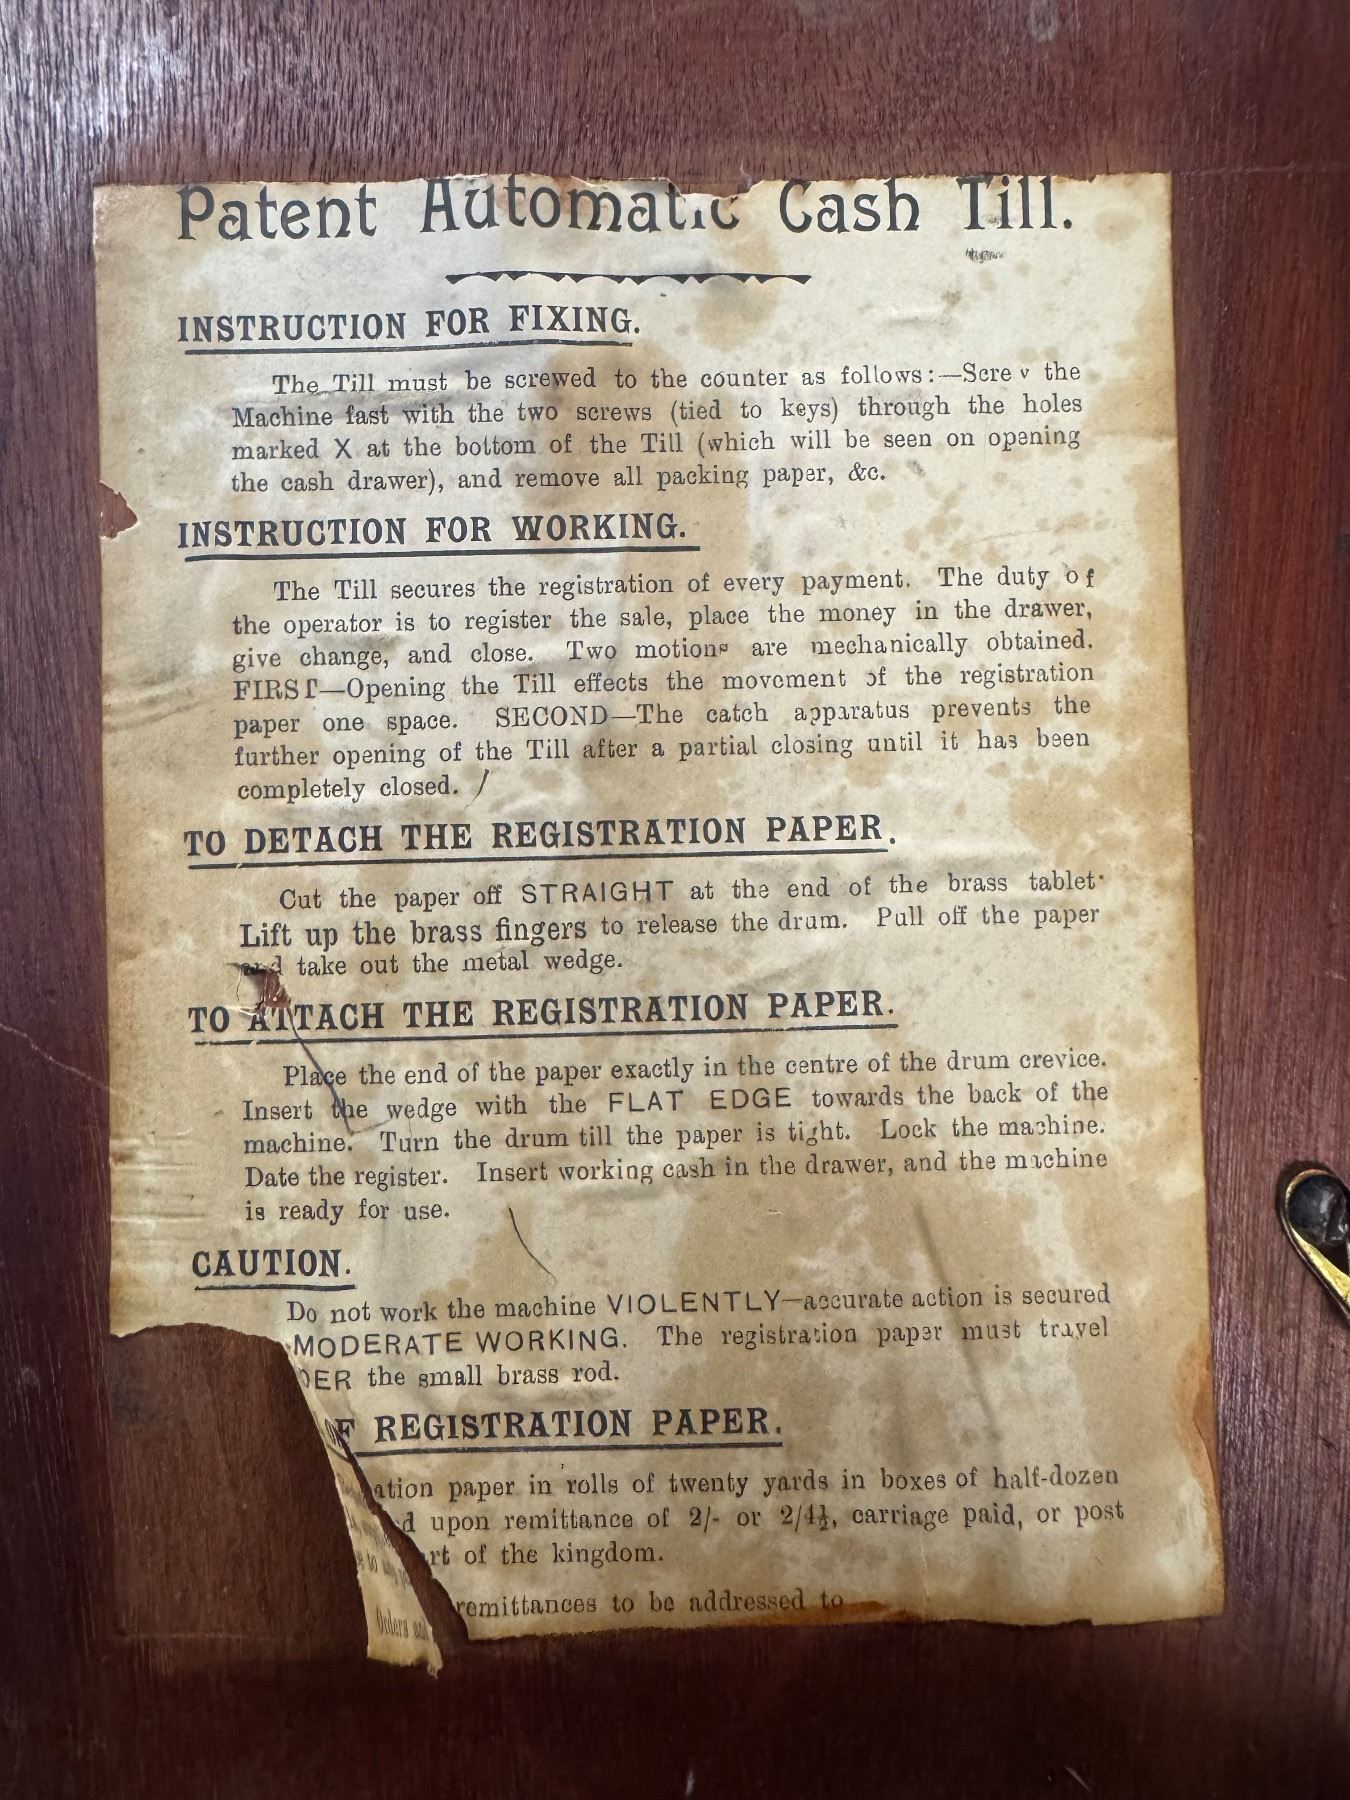 Patent Automatic Cash Till.
INSTRUCTION FOR FIXING.
The Till must be screwed to the counter as follows:—Scre v the
Machine fast with the two screws (tied to keys) through the holes
marked X at the bottom of the Till (which will be seen on opening
the cash drawer), and remove all packing paper, &c.
INSTRUCTION FOR WORKING.
The Till secures the registration of every payment. The duty of
the operator is to register the sale, place the money in the drawer,
give change, and close. Two motions are mechanically obtained.
FIRST—Opening the Till effects the movement of the registration
paper one space. SECOND—The catch apparatus prevents the
further opening of the Till after a partial closing until it has been
completely closed.
TO DETACH THE REGISTRATION PAPER.
Cut the paper off STRAIGHT at the end of the brass tablet.
Lift up the brass fingers to release the drum. Pull off the paper
and take out the metal wedge.
TO ATTACH THE REGISTRATION PAPER.
Place the end of the paper exactly in the centre of the drum crevice.
Insert the wedge with the FLAT EDGE towards the back of the
machine. Turn the drum till the paper is tight. Lock the machine.
Date the register. Insert working cash in the drawer, and the machine
is ready for use.
CAUTION.
Do not work the machine VIOLENTLY—accurate action is secured
MODERATE WORKING. The registration paper must travel
DER the small brass rod.
OF REGISTRATION PAPER.
ation paper in rolls of twenty yards in boxes of half-dozen
d upon remittance of 2/- or 2/4½, carriage paid, or post
rt of the kingdom.
Orders and remittances to be addressed to